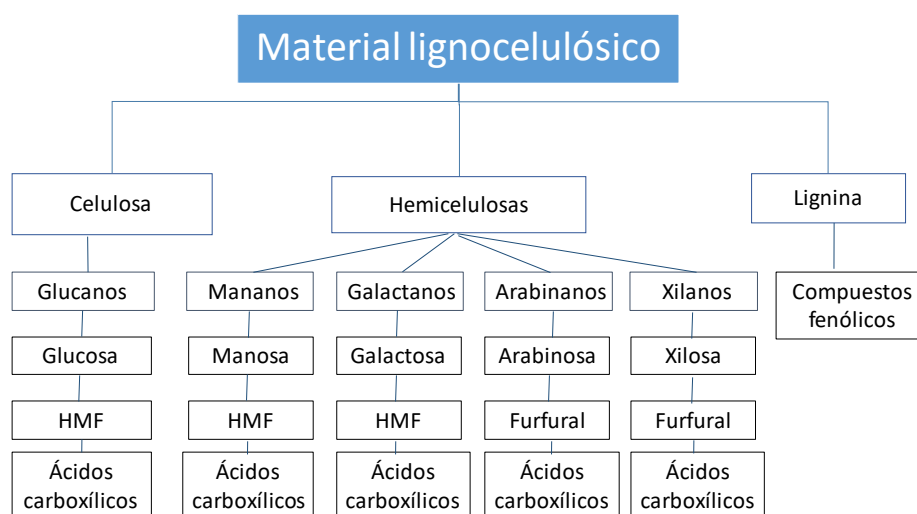 Material lignocelulósico
Celulosa
Hemicelulosas
Lignina
Glucanos
Mananos
Galactanos
Arabinanos
Xilanos
Compuestos
fenólicos
Glucosa
Manosa
Galactosa
Arabinosa
Xilosa
HMF
HMF
HMF
Furfural
Furfural
Ácidos
carboxílicos
Ácidos
carboxílicos
Ácidos
carboxílicos
Ácidos
carboxílicos
Ácidos
carboxílicos